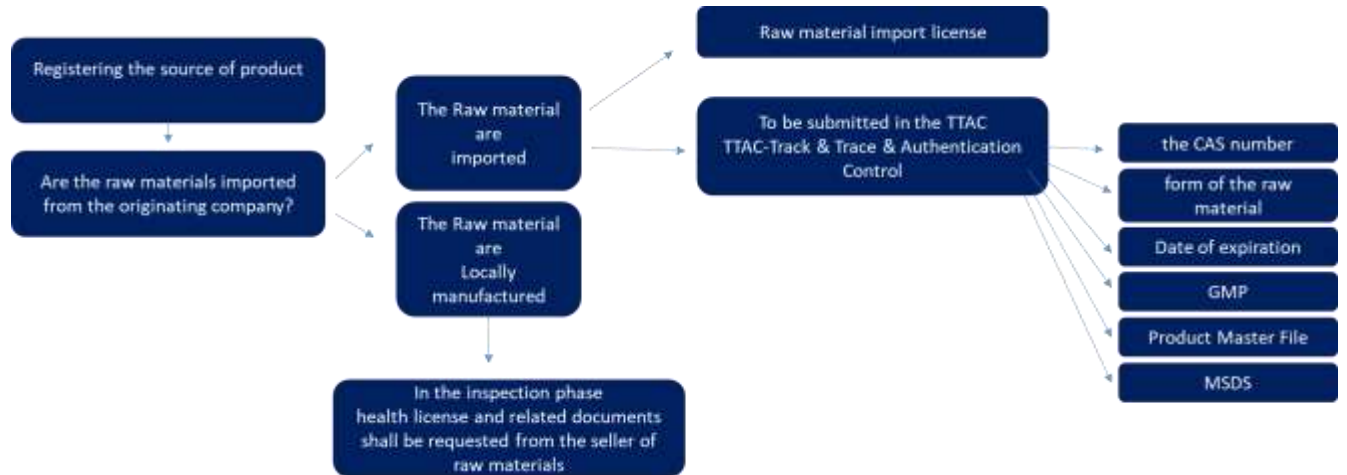 Registering the source of product
Are the raw materials imported
from the originating company?
The Raw material
are
imported
The Raw material
are
Locally
manufactured
In the inspection phase
health license and related documents
shall be requested from the seller of
raw materials
Raw material import license
To be submitted in the TTAC
TTAC-Track & Trace & Authentication
Control
the CAS number
form of the raw
material
Date of expiration
GMP
Product Master File
MSDS